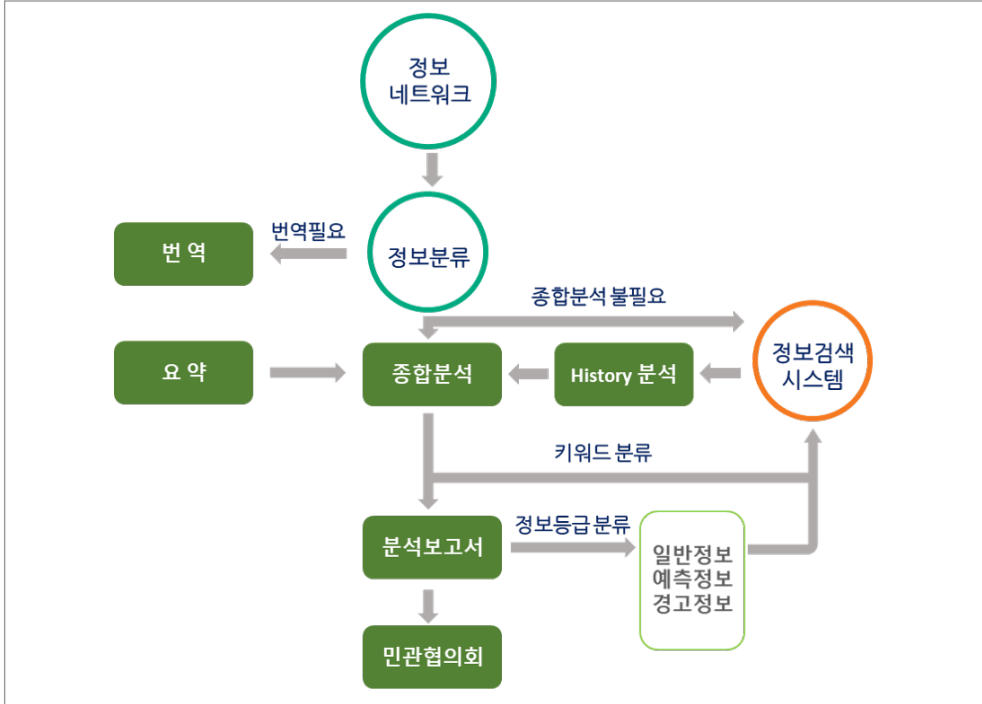 정보
네트워크
번역필요
번 역
정보분류
종합분석 불필요
요 약
종합분석
History 분석
정보검색
시스템
키워드 분류
분석보고서
정보등급 분류
일반정보
예측정보
경고정보
민관협의회